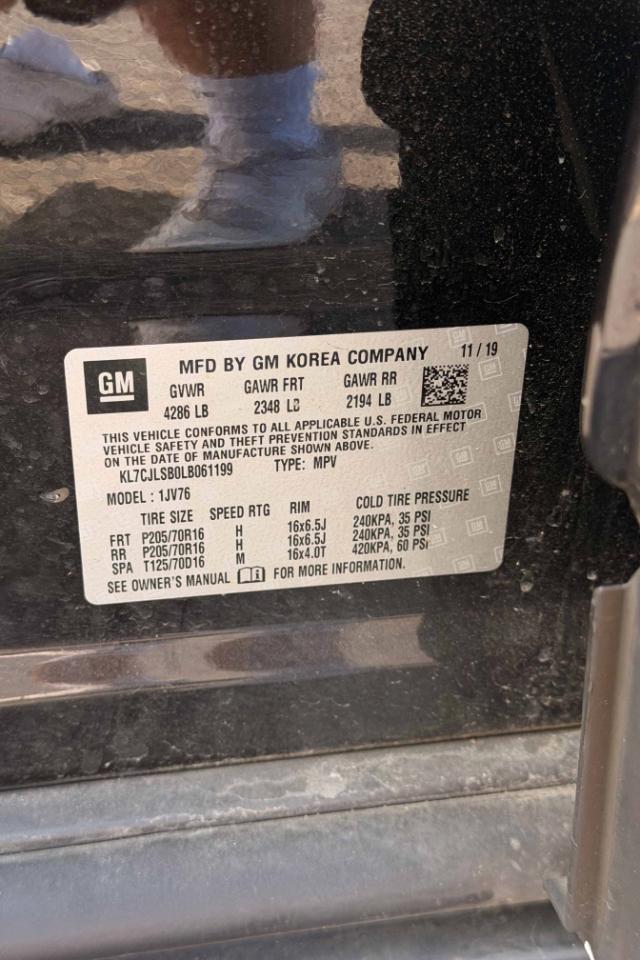 GM
MFD BY GM KOREA COMPANY 11 / 19
GVWR GAWR FRT GAWR RR
4286 LB 2348 LB 2194 LB
THIS VEHICLE CONFORMS TO ALL APPLICABLE U.S. FEDERAL MOTOR
VEHICLE SAFETY AND THEFT PREVENTION STANDARDS IN EFFECT
ON THE DATE OF MANUFACTURE SHOWN ABOVE.
KL7CJLSB0LB061199 TYPE: MPV
MODEL : 1JV76
TIRE SIZE SPEED RTG RIM COLD TIRE PRESSURE
FRT P205/70R16 H 16x6.5J 240KPA, 35 PSI
RR P205/70R16 H 16x6.5J 240KPA, 35 PSI
SPA T125/70D16 M 16x4.0T 420KPA, 60 PSI
SEE OWNER'S MANUAL FOR MORE INFORMATION.